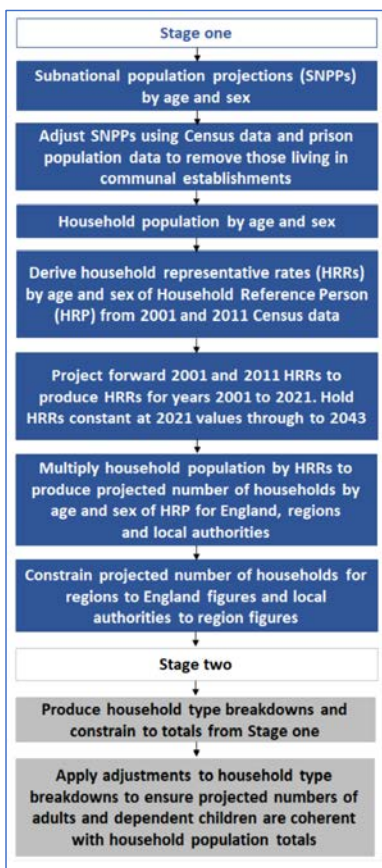 Stage one
Subnational population projections (SNPPs)
by age and sex
Adjust SNPPs using Census data and prison
population data to remove those living in
communal establishments
Household population by age and sex
Derive household representative rates (HRRs)
by age and sex of Household Reference Person
(HRP) from 2001 and 2011 Census data
Project forward 2001 and 2011 HRRs to
produce HRRs for years 2001 to 2021. Hold
HRRs constant at 2021 values through to 2043
Multiply household population by HRRs to
produce projected number of households by
age and sex of HRP for England, regions
and local authorities
Constrain projected number of households for
regions to England figures and local
authorities to region figures
Stage two
Produce household type breakdowns and
constrain to totals from Stage one
Apply adjustments to household type
breakdowns to ensure projected numbers of
adults and dependent children are coherent
with household population totals